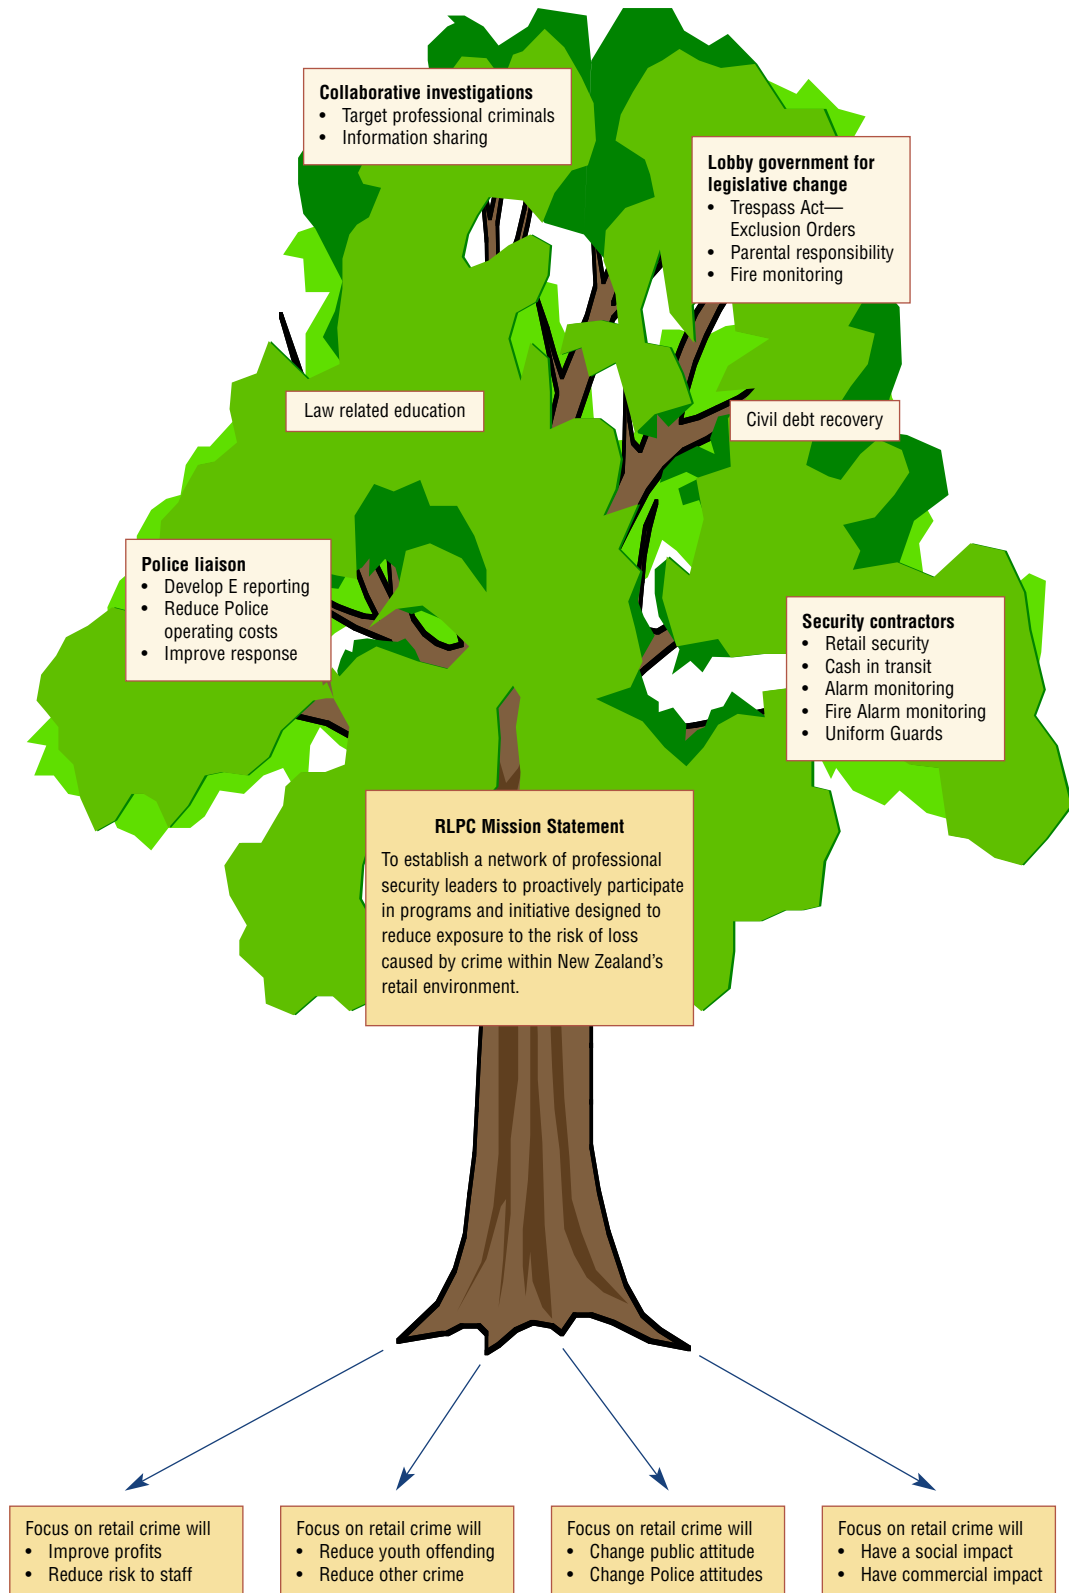 Collaborative investigations
• Target professional criminals
• Information sharing
Lobby government for
legislative change
• Trespass Act—
Exclusion Orders
• Parental responsibility
• Fire monitoring
Law related education
Civil debt recovery
Police liaison
• Develop E reporting
• Reduce Police
operating costs
• Improve response
Security contractors
• Retail security
• Cash in transit
• Alarm monitoring
• Fire Alarm monitoring
• Uniform Guards
RLPC Mission Statement
To establish a network of professional
security leaders to proactively participate
in programs and initiative designed to
reduce exposure to the risk of loss
caused by crime within New Zealand's
retail environment.
Focus on retail crime will
• Improve profits
• Reduce risk to staff
Focus on retail crime will
• Reduce youth offending
• Reduce other crime
Focus on retail crime will
• Change public attitude
• Change Police attitudes
Focus on retail crime will
• Have a social impact
• Have commercial impact